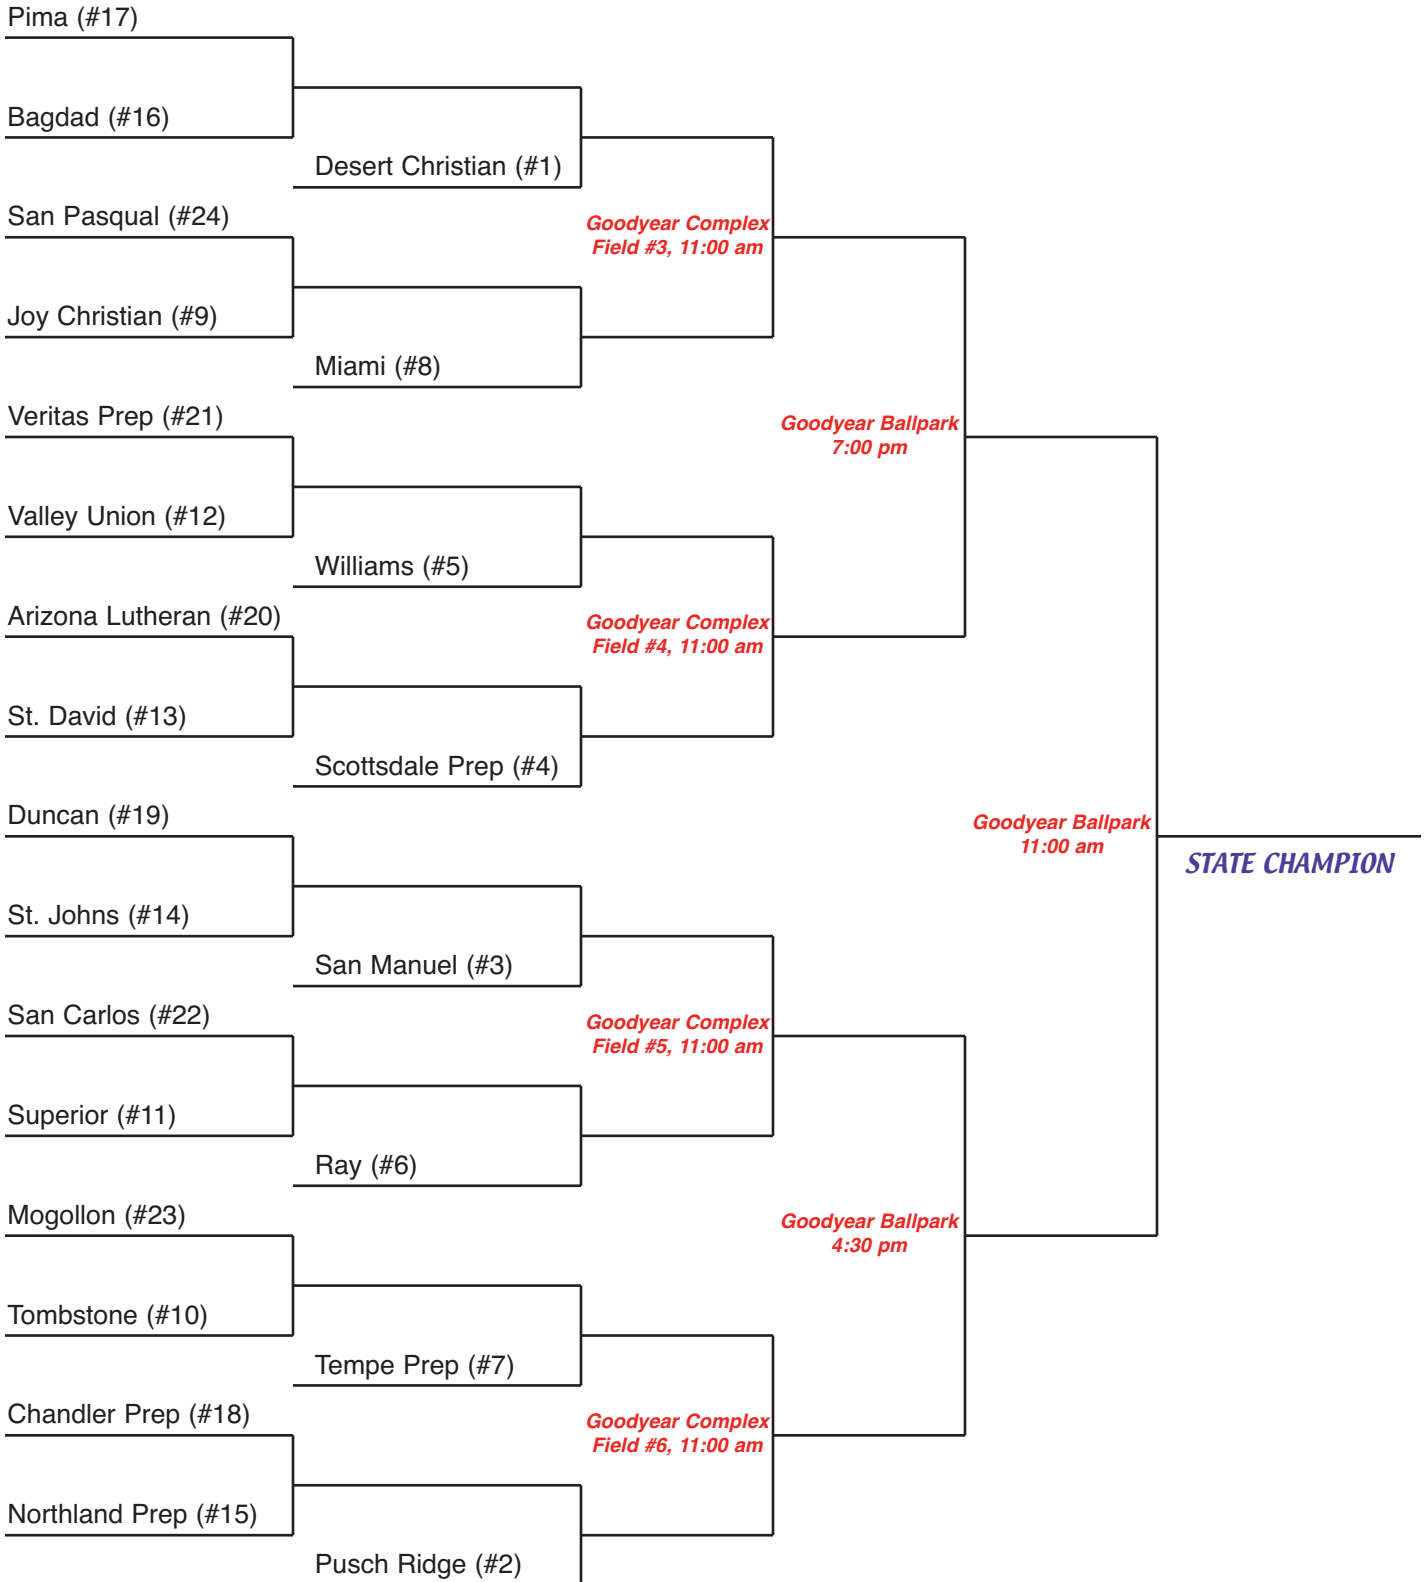 Pima (#17)
Bagdad (#16)
Desert Christian (#1)
San Pasqual (#24)
Goodyear Complex
Field #3, 11:00 am
Joy Christian (#9)
Miami (#8)
Veritas Prep (#21)
Goodyear Ballpark
7:00 pm
Valley Union (#12)
Williams (#5)
Arizona Lutheran (#20)
Goodyear Complex
Field #4, 11:00 am
St. David (#13)
Scottsdale Prep (#4)
Duncan (#19)
Goodyear Ballpark
11:00 am
STATE CHAMPION
St. Johns (#14)
San Manuel (#3)
San Carlos (#22)
Goodyear Complex
Field #5, 11:00 am
Superior (#11)
Ray (#6)
Mogollon (#23)
Goodyear Ballpark
4:30 pm
Tombstone (#10)
Tempe Prep (#7)
Chandler Prep (#18)
Goodyear Complex
Field #6, 11:00 am
Northland Prep (#15)
Pusch Ridge (#2)